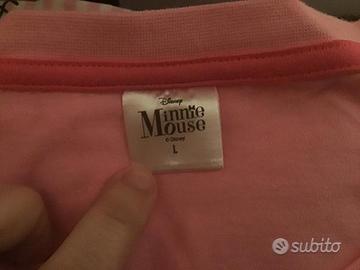 Disney
Minnie
Mouse
© Disney
L
subito